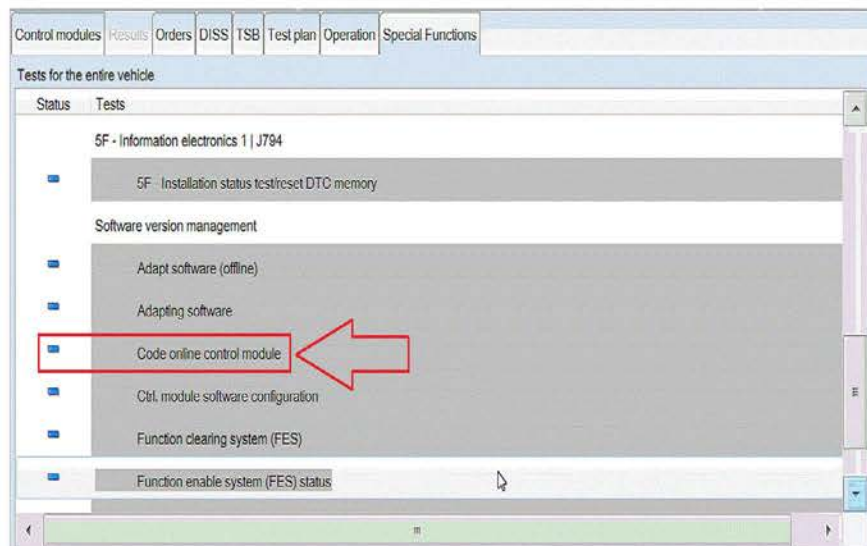 Control modules Results Orders DISS TSB Test plan Operation Special Functions
Tests for the entire vehicle
Status Tests
5F - Information electronics 1 | J794
5F - Installation status test/reset DTC memory
Software version management
Adapt software (offline)
Adapting software
Code online control module
Ctrl. module software configuration
Function clearing system (FES)
Function enable system (FES) status